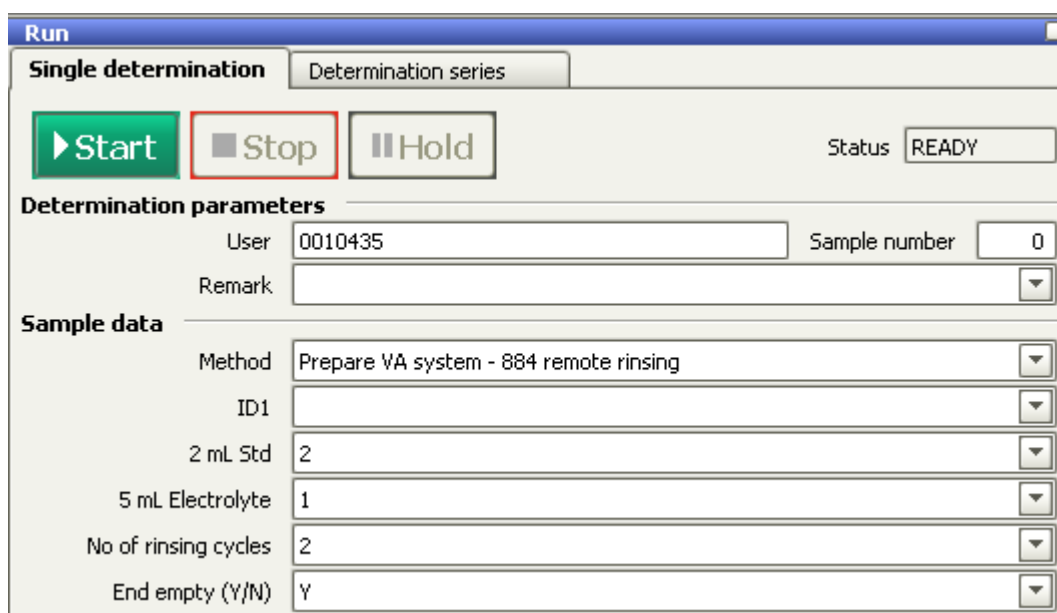 Run
Single determination Determination series
Start Stop Hold Status READY
Determination parameters
User 0010435 Sample number 0
Remark
Sample data
Method Prepare VA system - 884 remote rinsing
ID1
2 mL Std 2
5 mL Electrolyte 1
No of rinsing cycles 2
End empty (Y/N) Y